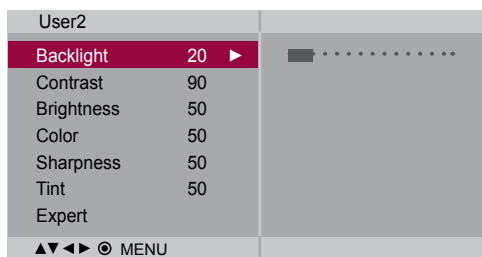 User2
Backlight 20 ►
Contrast 90
Brightness 50
Color 50
Sharpness 50
Tint 50
Expert
▲▼◄► ◉ MENU